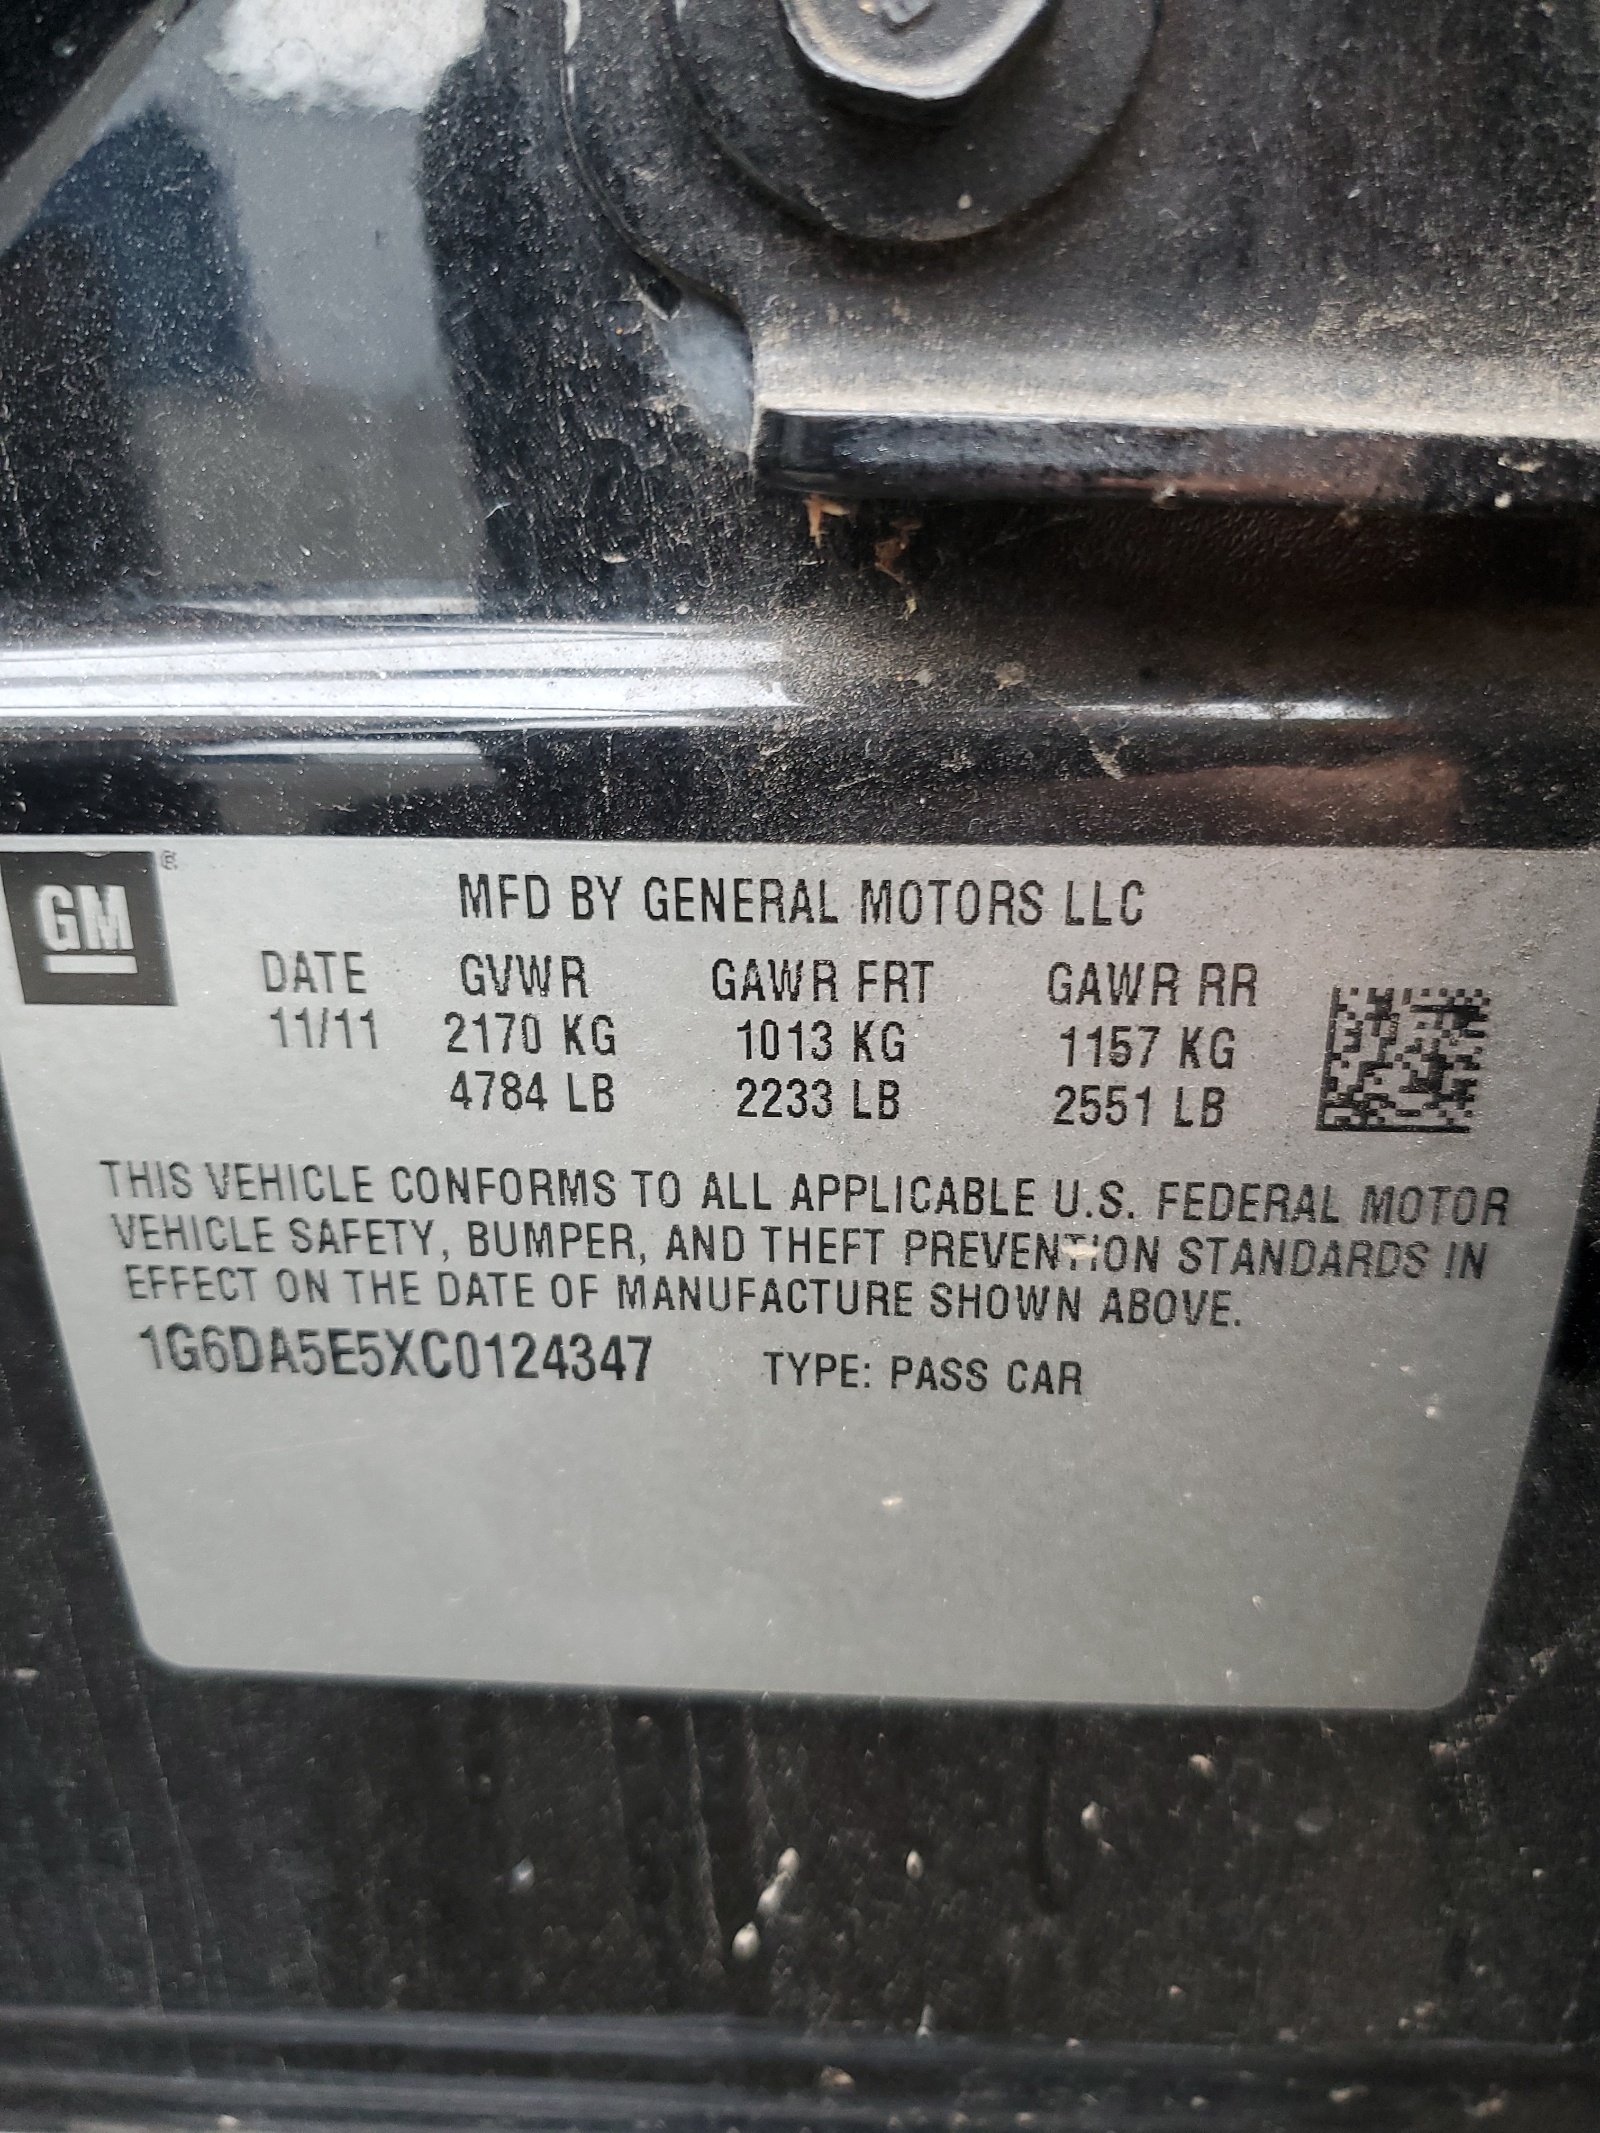 GM ®
MFD BY GENERAL MOTORS LLC
DATE GVWR GAWR FRT GAWR RR
11/11 2170 KG 1013 KG 1157 KG
4784 LB 2233 LB 2551 LB
THIS VEHICLE CONFORMS TO ALL APPLICABLE U.S. FEDERAL MOTOR
VEHICLE SAFETY, BUMPER, AND THEFT PREVENTION STANDARDS IN
EFFECT ON THE DATE OF MANUFACTURE SHOWN ABOVE.
1G6DA5E5XC0124347 TYPE: PASS CAR